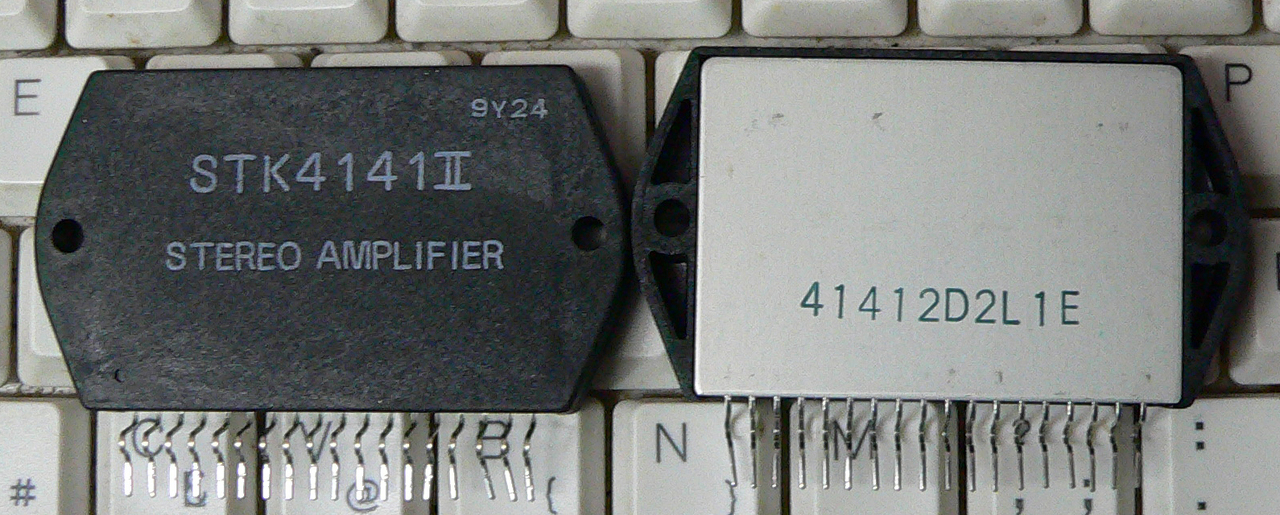 9Y24
STK4141II
STEREO AMPLIFIER
41412D2L1E
E
P
C
V
B
N
M
?
:
#
@
(
}
;
;
.